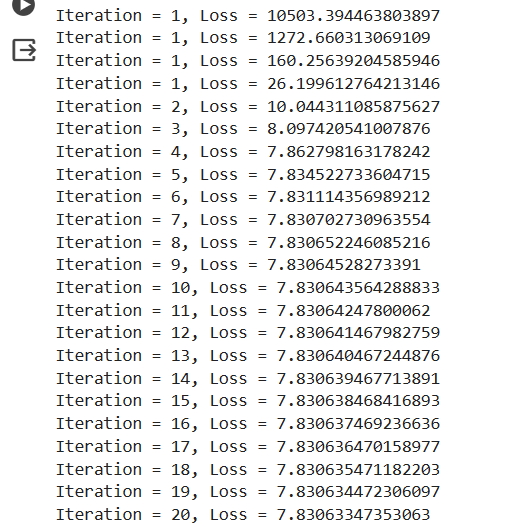 Iteration = 1, Loss = 10503.394463803897
Iteration = 1, Loss = 1272.660313069109
Iteration = 1, Loss = 160.25639204585946
Iteration = 1, Loss = 26.199612764213146
Iteration = 2, Loss = 10.044311085875627
Iteration = 3, Loss = 8.097420541007876
Iteration = 4, Loss = 7.862798163178242
Iteration = 5, Loss = 7.834522733604715
Iteration = 6, Loss = 7.831114356989212
Iteration = 7, Loss = 7.830702730963554
Iteration = 8, Loss = 7.830652246085216
Iteration = 9, Loss = 7.83064528273391
Iteration = 10, Loss = 7.830643564288833
Iteration = 11, Loss = 7.83064247800062
Iteration = 12, Loss = 7.830641467982759
Iteration = 13, Loss = 7.830640467244876
Iteration = 14, Loss = 7.830639467713891
Iteration = 15, Loss = 7.830638468416893
Iteration = 16, Loss = 7.830637469236636
Iteration = 17, Loss = 7.830636470158977
Iteration = 18, Loss = 7.830635471182203
Iteration = 19, Loss = 7.830634472306097
Iteration = 20, Loss = 7.83063347353063